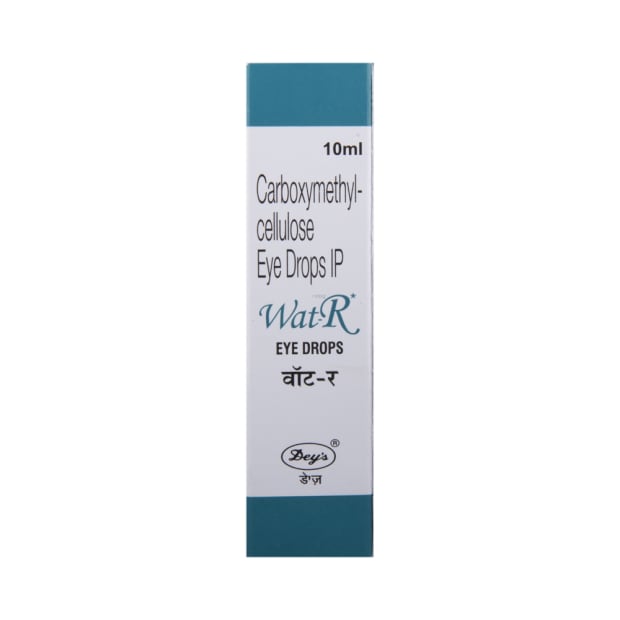 10ml
Carboxymethyl-
cellulose
Eye Drops IP
Wat-R*
EYE DROPS
वॉट-र
Dey's®
डे'ज़